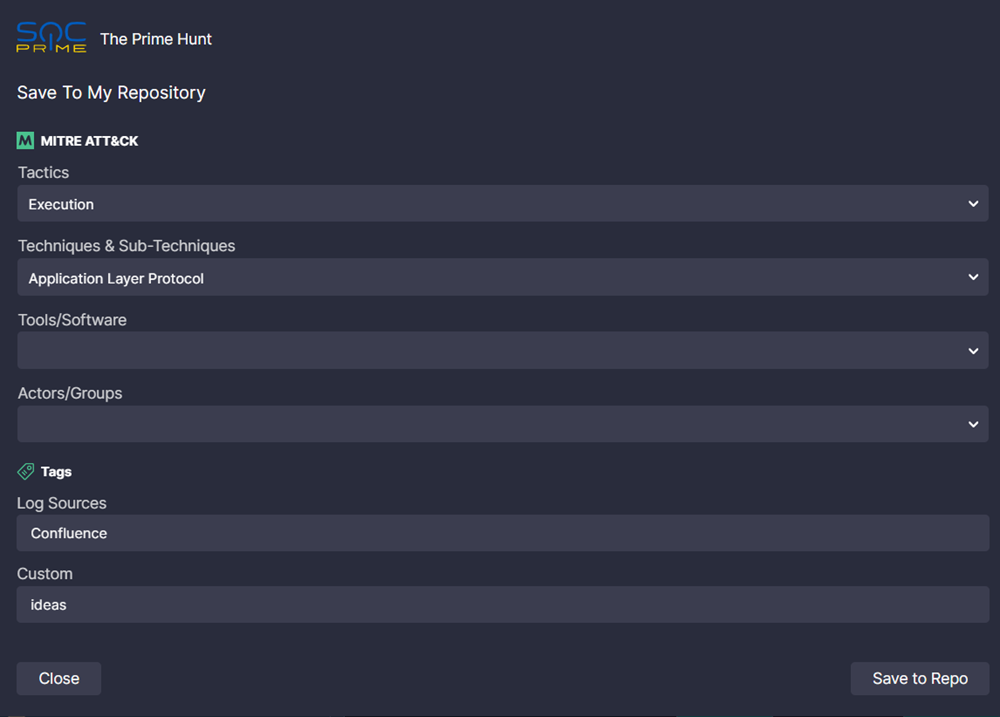 SOC
PRIME
The Prime Hunt
Save To My Repository
M MITRE ATT&CK
Tactics
Execution
Techniques & Sub-Techniques
Application Layer Protocol
Tools/Software
Actors/Groups
Tags
Log Sources
Confluence
Custom
ideas
Close
Save to Repo